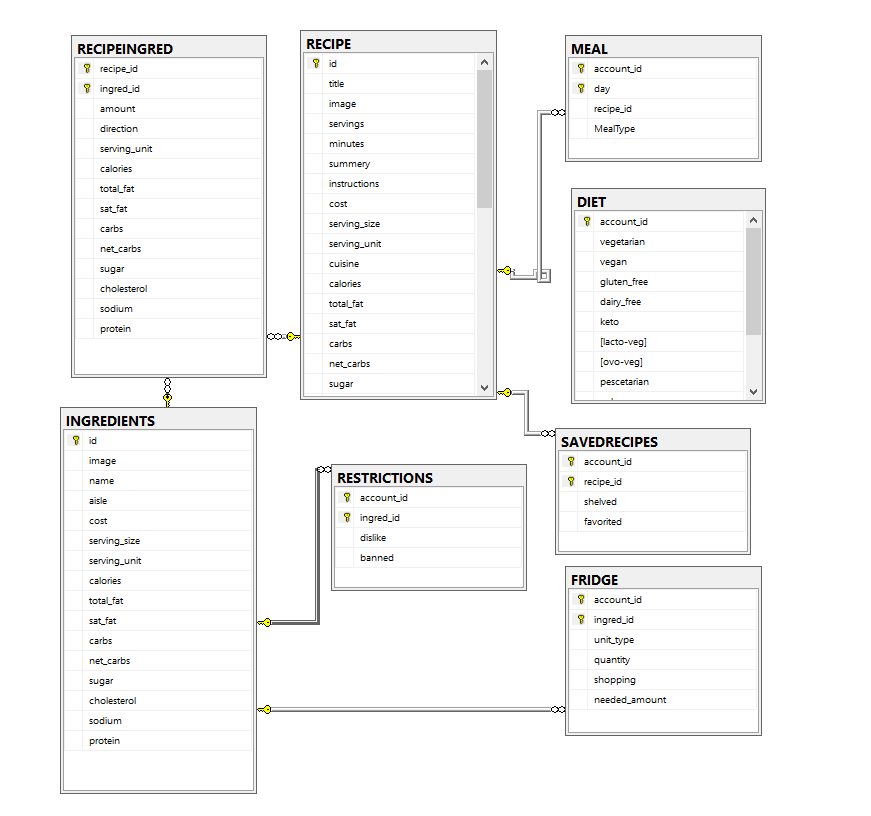 RECIPEINGRED
recipe_id
ingred_id
amount
direction
serving_unit
calories
total_fat
sat_fat
carbs
net_carbs
sugar
cholesterol
sodium
protein
RECIPE
id
title
image
servings
minutes
summery
instructions
cost
serving_size
serving_unit
cuisine
calories
total_fat
sat_fat
carbs
net_carbs
sugar
MEAL
account_id
day
recipe_id
MealType
DIET
account_id
vegetarian
vegan
gluten_free
dairy_free
keto
[lacto-veg]
[ovo-veg]
pescetarian
INGREDIENTS
id
image
name
aisle
cost
serving_size
serving_unit
calories
total_fat
sat_fat
carbs
net_carbs
sugar
cholesterol
sodium
protein
RESTRICTIONS
account_id
ingred_id
dislike
banned
SAVEDRECIPES
account_id
recipe_id
shelved
favorited
FRIDGE
account_id
ingred_id
unit_type
quantity
shopping
needed_amount